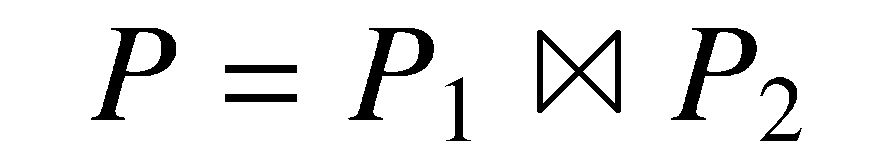 P = P₁ ⋈ P₂